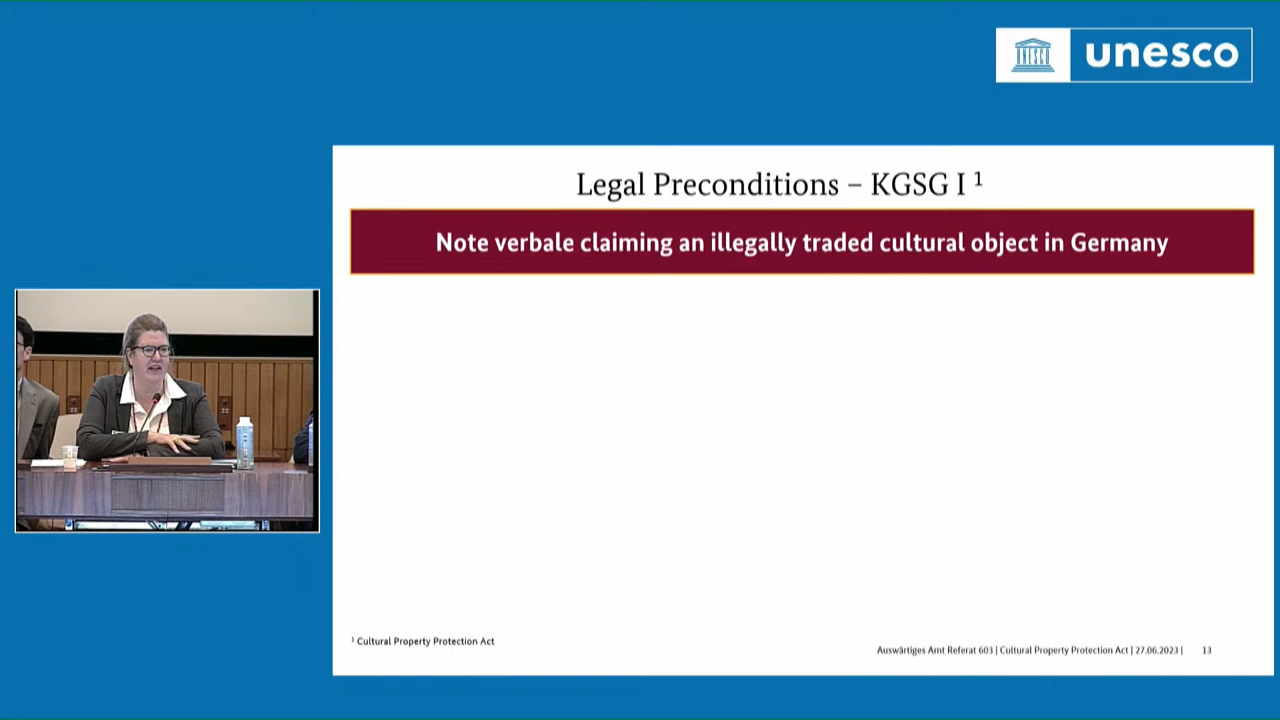 unesco
Legal Preconditions – KGSG I ¹
Note verbale claiming an illegally traded cultural object in Germany
¹ Cultural Property Protection Act
Auswärtiges Amt Referat 603 | Cultural Property Protection Act | 27.06.2023 | 13